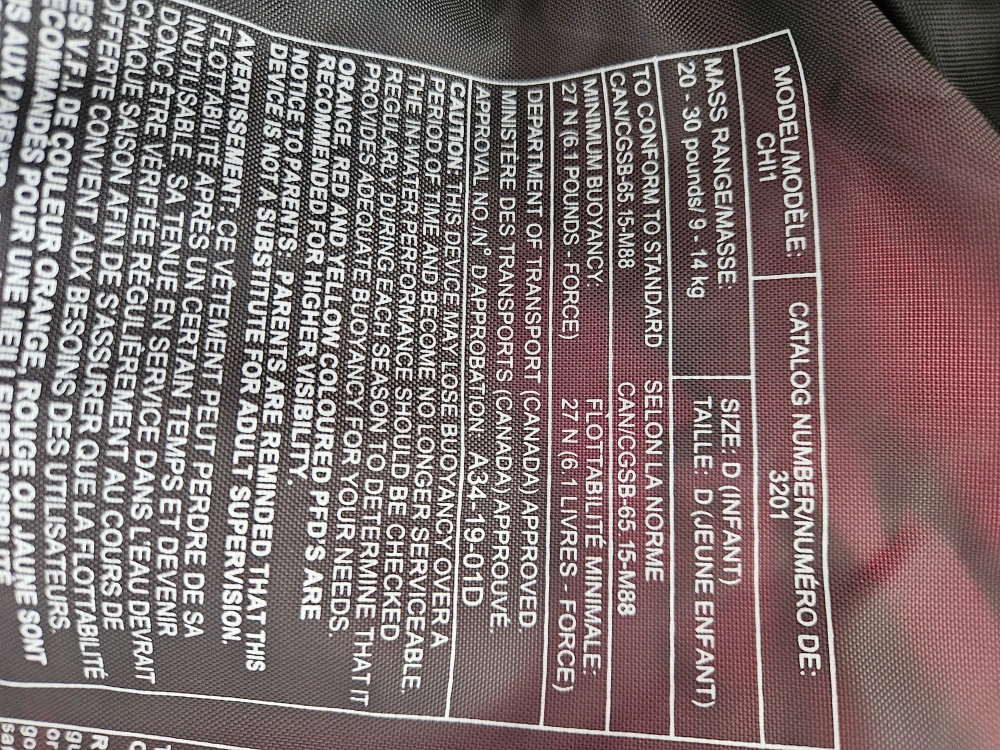 MODEL/MODÈLE:
CH1
CATALOG NUMBER/NUMÉRO DE:
3201
MASS RANGE/MASSE:
20 - 30 pounds/ 9 - 14 kg
SIZE: D (INFANT)
TAILLE: D (JEUNE ENFANT)
TO CONFORM TO STANDARD
CAN/CGSB-65.15-M88
SELON LA NORME
CAN/CGSB-65.15-M88
MINIMUM BUOYANCY:
27 N (6.1 POUNDS - FORCE)
FLOTTABILITÉ MINIMALE:
27 N (6.1 LIVRES - FORCE)
DEPARTMENT OF TRANSPORT (CANADA) APPROVED.
MINISTÈRE DES TRANSPORTS (CANADA) APPROUVÉ.
APPROVAL NO./N° D'APPROBATION: A34-19-01D
CAUTION: THIS DEVICE MAY LOSE BUOYANCY OVER A
PERIOD OF TIME AND BECOME NO LONGER SERVICEABLE.
THE IN-WATER PERFORMANCE SHOULD BE CHECKED
REGULARLY DURING EACH SEASON TO DETERMINE THAT IT
PROVIDES ADEQUATE BUOYANCY FOR YOUR NEEDS.
ORANGE, RED AND YELLOW COLOURED PFD'S ARE
RECOMMENDED FOR HIGHER VISIBILITY.
NOTICE TO PARENTS: PARENTS ARE REMINDED THAT THIS
DEVICE IS NOT A SUBSTITUTE FOR ADULT SUPERVISION.
AVERTISSEMENT: CE VÊTEMENT PEUT PERDRE DE SA
FLOTTABILITÉ APRÈS UN CERTAIN TEMPS ET DEVENIR
INUTILISABLE. SA TENUE EN SERVICE DANS L'EAU DEVRAIT
DONC ÊTRE VÉRIFIÉE RÉGULIÈREMENT AU COURS DE
CHAQUE SAISON AFIN DE S'ASSURER QUE LA FLOTTABILITÉ
OFFERTE CONVIENT AUX BESOINS DES UTILISATEURS.
ES V.F.I. DE COULEUR ORANGE, ROUGE OU JAUNE SONT
ECOMMANDÉS POUR UNE MEILLEURE VISIBILITÉ
IS AUX PAREN